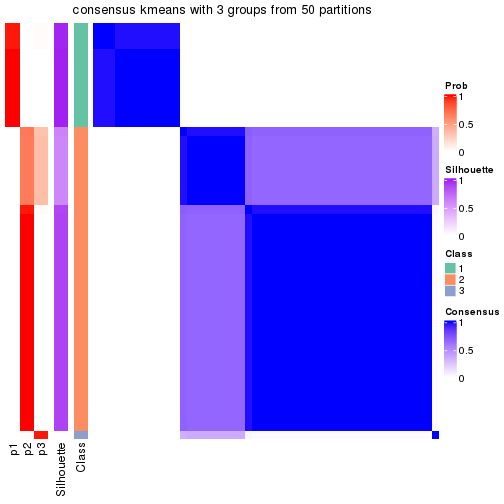 consensus kmeans with 3 groups from 50 partitions
Prob
1
0.5
0
Silhouette
1
0.5
0
Class
1
2
3
Consensus
1
0.5
0
p1
p2
p3
Silhouette
Class